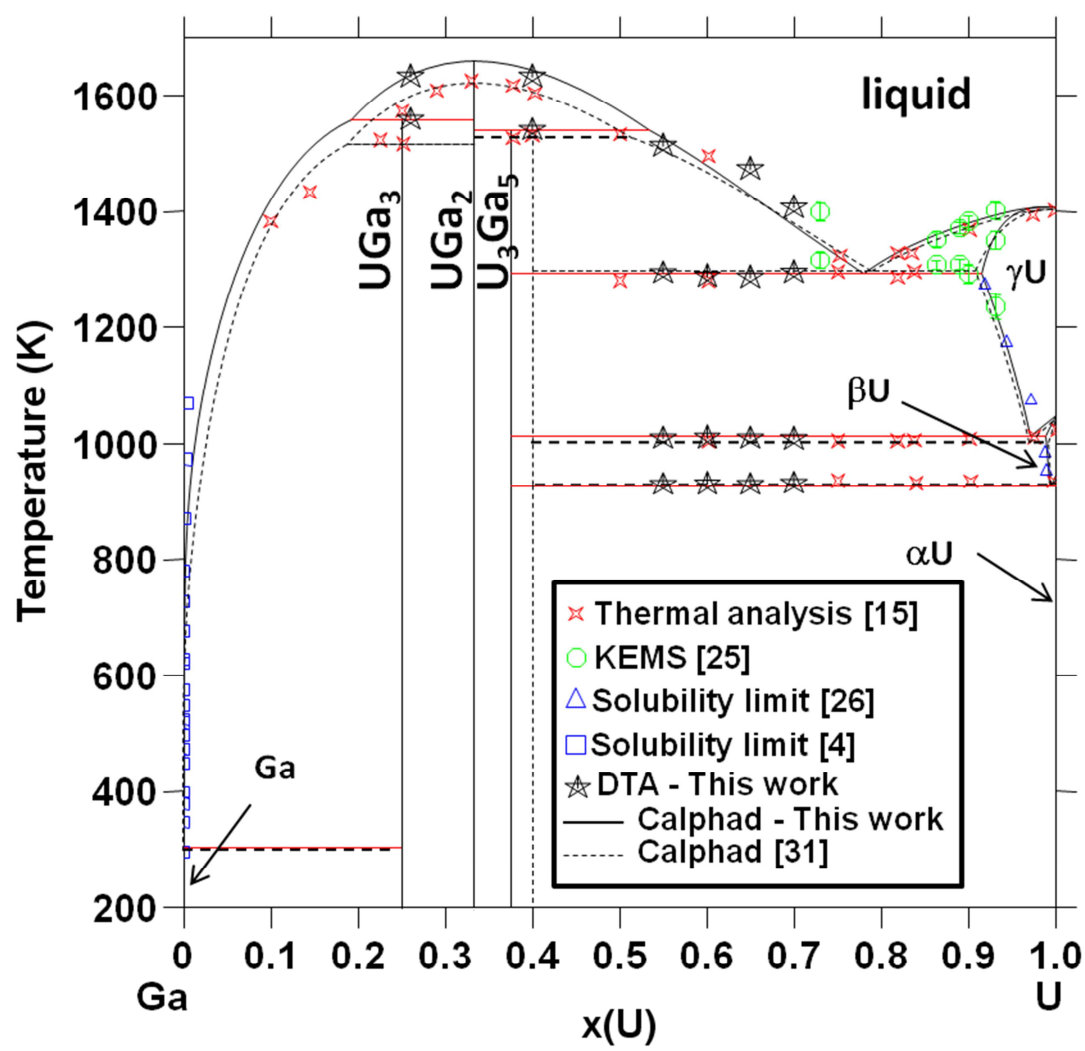 1600
1400
1200
1000
800
600
400
200
Temperature (K)
liquid
UGa3
UGa2
U3Ga5
γU
βU
αU
Ga
Thermal analysis [15]
KEMS [25]
Solubility limit [26]
Solubility limit [4]
DTA - This work
Calphad - This work
Calphad [31]
0 0.1 0.2 0.3 0.4 0.5 0.6 0.7 0.8 0.9 1.0
Ga U
x(U)